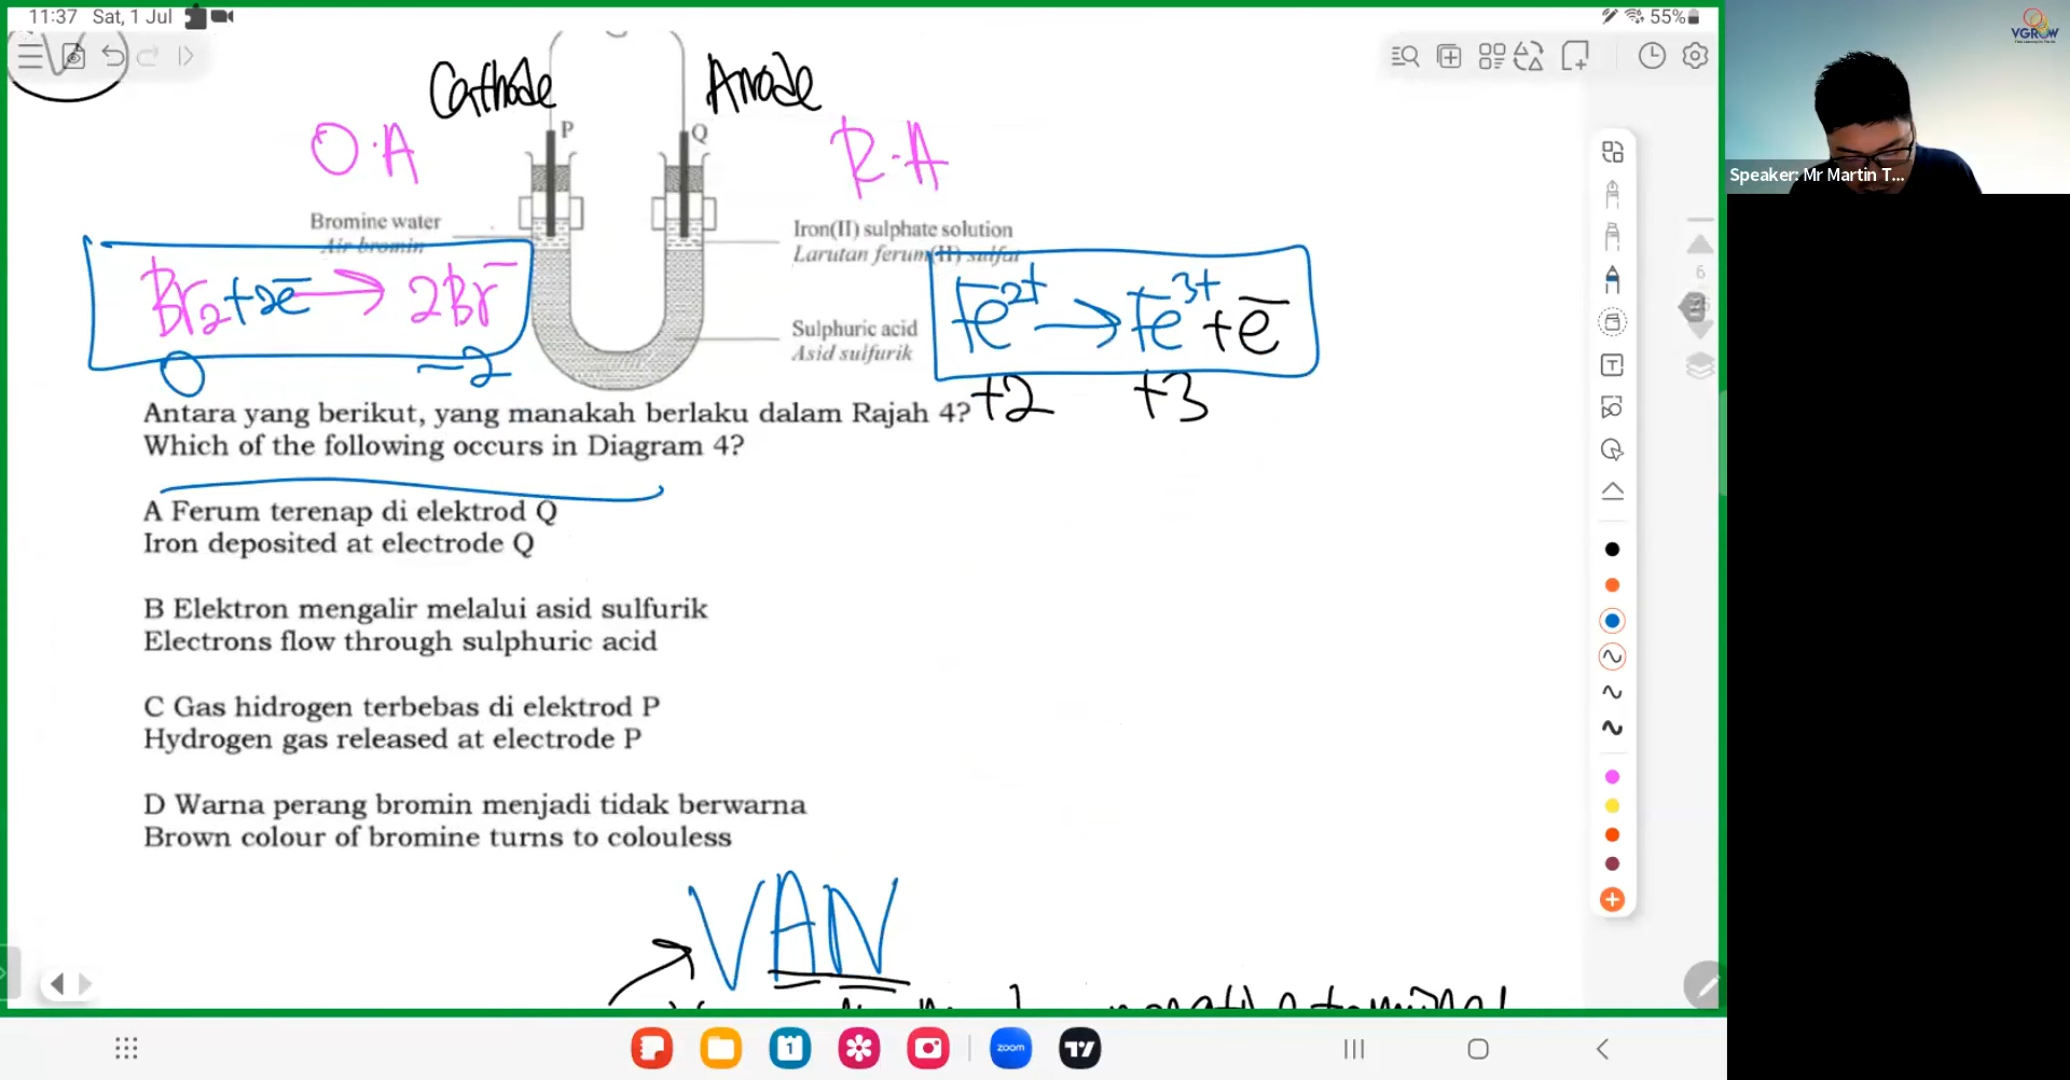 11:37 Sat, 1 Jul
55%
VGROW
Speaker: Mr Martin T...
Cathode
Anode
P
Q
O.A
R.A
Bromine water
Air bromin
Iron(II) sulphate solution
Larutan ferum(II) sulfat
Br₂+2e⁻ → 2Br⁻
0 -2
Fe²⁺ → Fe³⁺ + e⁻
+2 +3
Sulphuric acid
Asid sulfurik
Antara yang berikut, yang manakah berlaku dalam Rajah 4?
Which of the following occurs in Diagram 4?
A Ferum terenap di elektrod Q
Iron deposited at electrode Q
B Elektron mengalir melalui asid sulfurik
Electrons flow through sulphuric acid
C Gas hidrogen terbebas di elektrod P
Hydrogen gas released at electrode P
D Warna perang bromin menjadi tidak berwarna
Brown colour of bromine turns to colouless
VAN
negative terminal
6
T
1
zoom